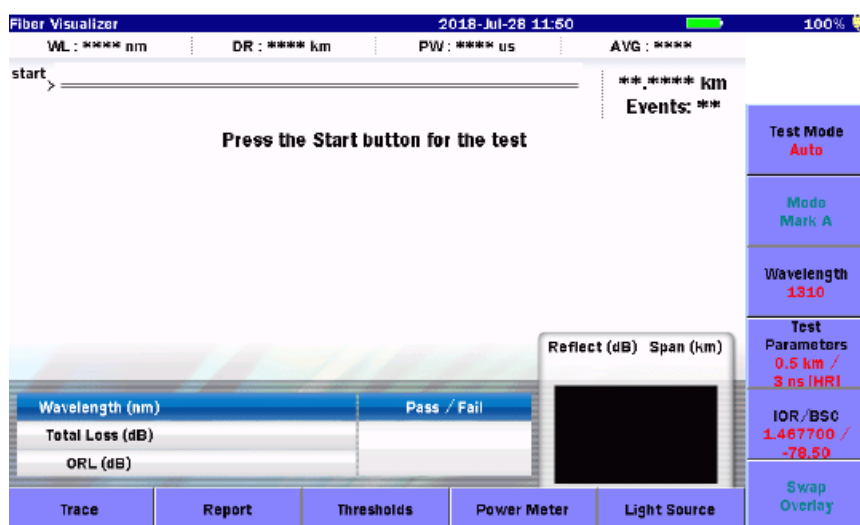 Fiber Visualizer 2018-Jul-28 11:50 100%
WL : **** nm DR : **** km PW : **** us AVG : ****
start
**.**** km
Events: **
Press the Start button for the test
Test Mode
Auto
Mode
Mark A
Wavelength
1310
Test
Parameters
0.5 km /
3 ns [HR]
IOR/BSC
1.467700 /
-78.50
Swap
Overlay
Reflect (dB) Span (km)
Wavelength (nm) Pass / Fail
Total Loss (dB)
ORL (dB)
Trace Report Thresholds Power Meter Light Source